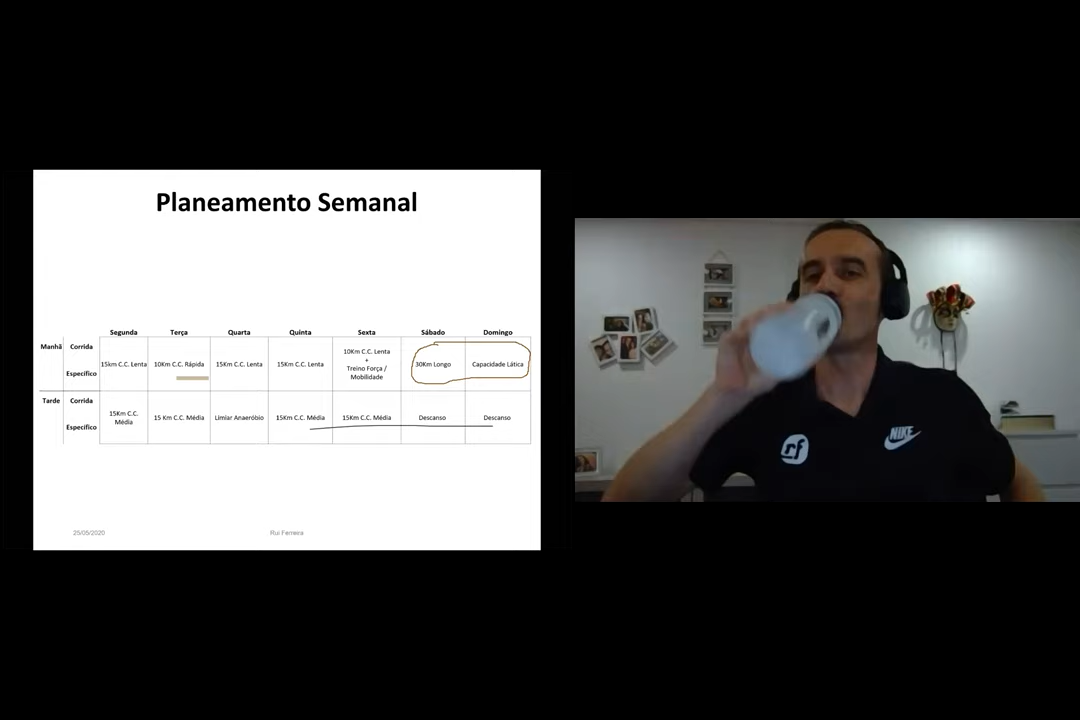 Planeamento Semanal
Segunda Terça Quarta Quinta Sexta Sábado Domingo
Manhã Corrida
Específico
15km C.C. Lenta
10Km C.C. Rápida
15Km C.C. Lenta
15Km C.C. Lenta
10Km C.C. Lenta
+
Treino Força /
Mobilidade
30Km Longo
Capacidade Lática
Tarde Corrida
Específico
15Km C.C.
Média
15 Km C.C. Média
Limiar Anaeróbio
15Km C.C. Média
15Km C.C. Média
Descanso
Descanso
25/05/2020
Rui Ferreira
rf
NIKE